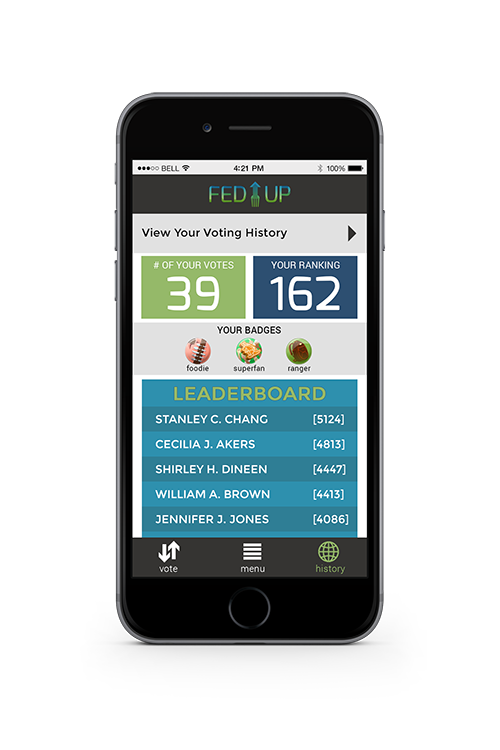 ●●●○○ BELL 4:21 PM 100%
FED UP
View Your Voting History
# OF YOUR VOTES YOUR RANKING
39 162
YOUR BADGES
foodie superfan ranger
LEADERBOARD
STANLEY C. CHANG [5124]
CECILIA J. AKERS [4813]
SHIRLEY H. DINEEN [4447]
WILLIAM A. BROWN [4413]
JENNIFER J. JONES [4086]
vote menu history